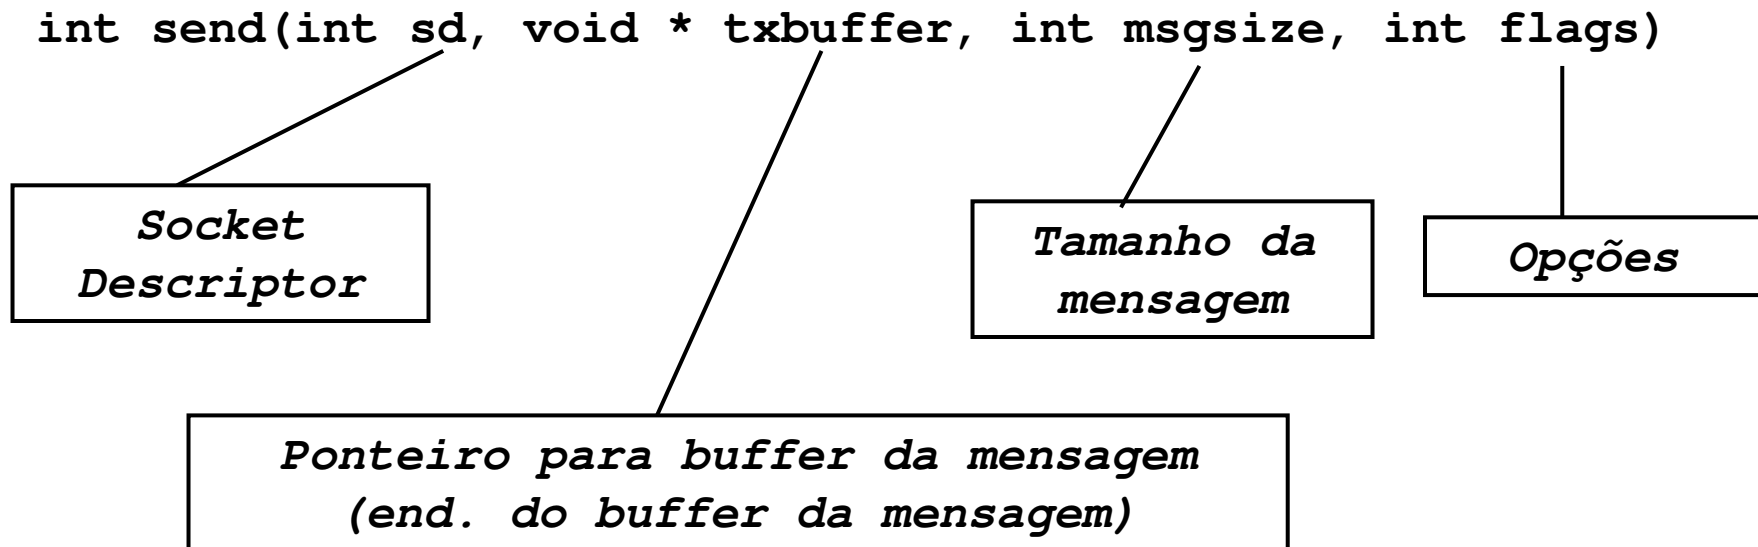 int send(int sd, void * txbuffer, int msgsize, int flags)
Socket
Descriptor
Tamanho da
mensagem
Opções
Ponteiro para buffer da mensagem
(end. do buffer da mensagem)